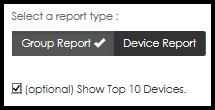 Select a report type :
Group Report ✔ Device Report
(optional) Show Top 10 Devices.